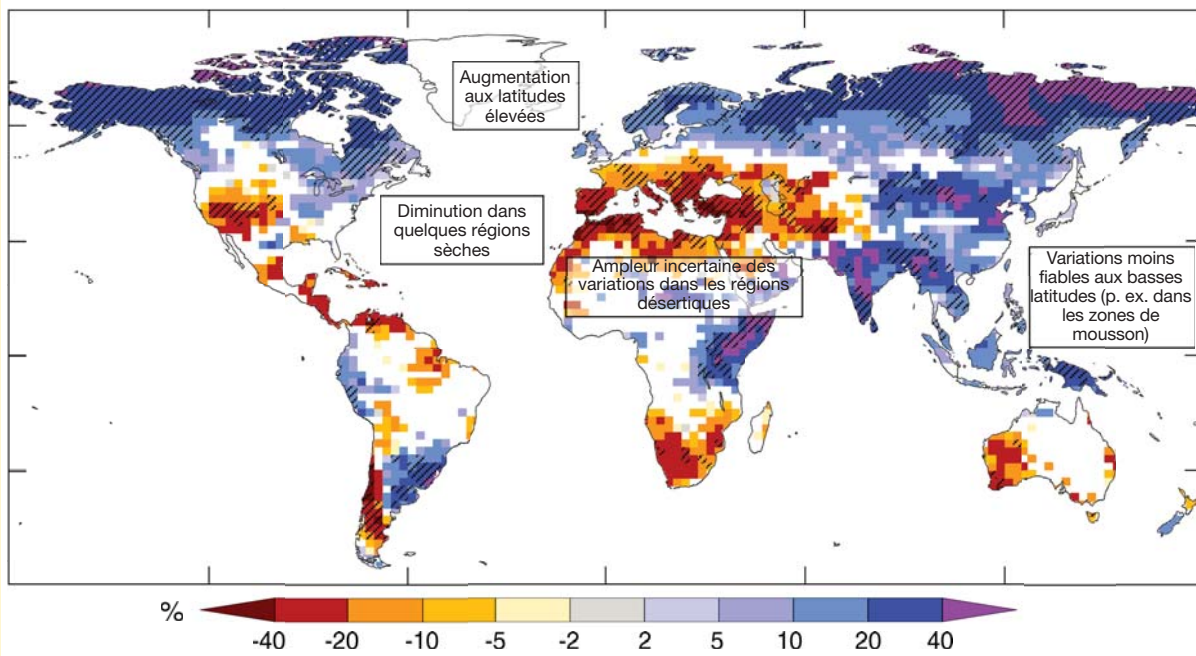 Augmentation
aux latitudes
élevées
Diminution dans
quelques régions
sèches
Ampleur incertaine des
variations dans les régions
désertiques
Variations moins
fiables aux basses
latitudes (p. ex. dans
les zones de
mousson)
%
-40 -20 -10 -5 -2 2 5 10 20 40